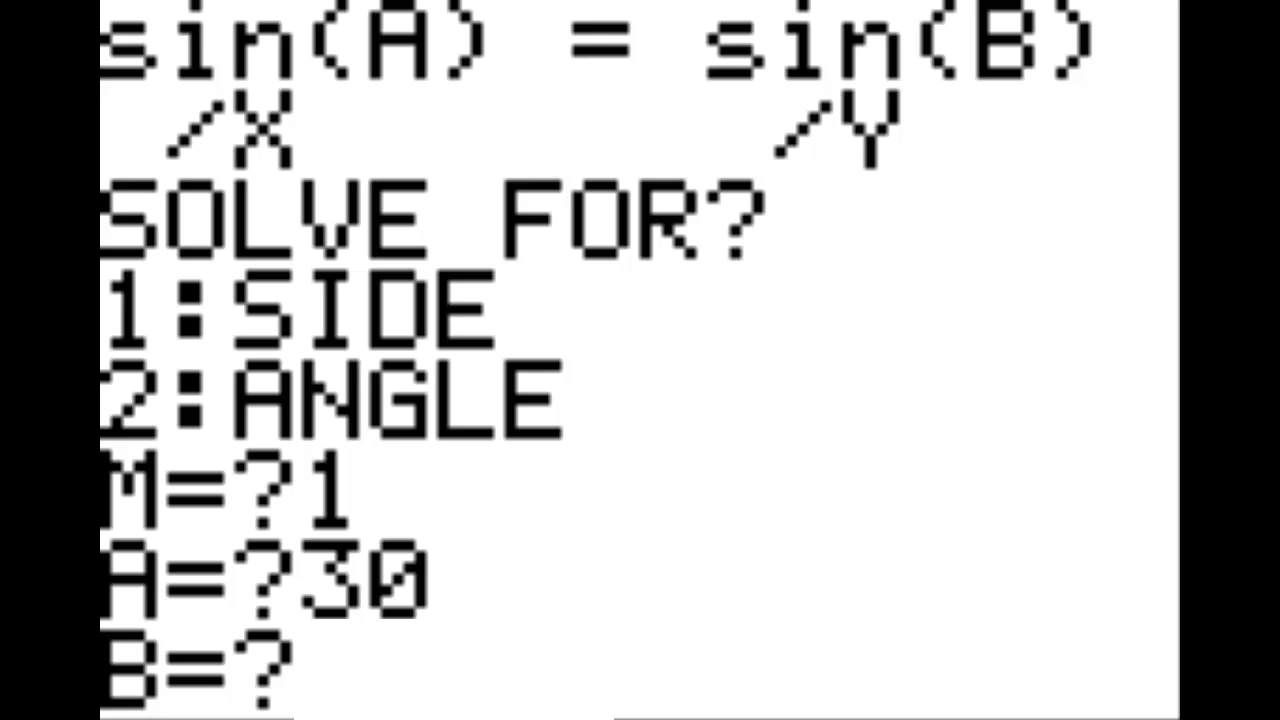 sin(A) = sin(B)
/X /Y
SOLVE FOR?
1:SIDE
2:ANGLE
M=?1
A=?30
B=?